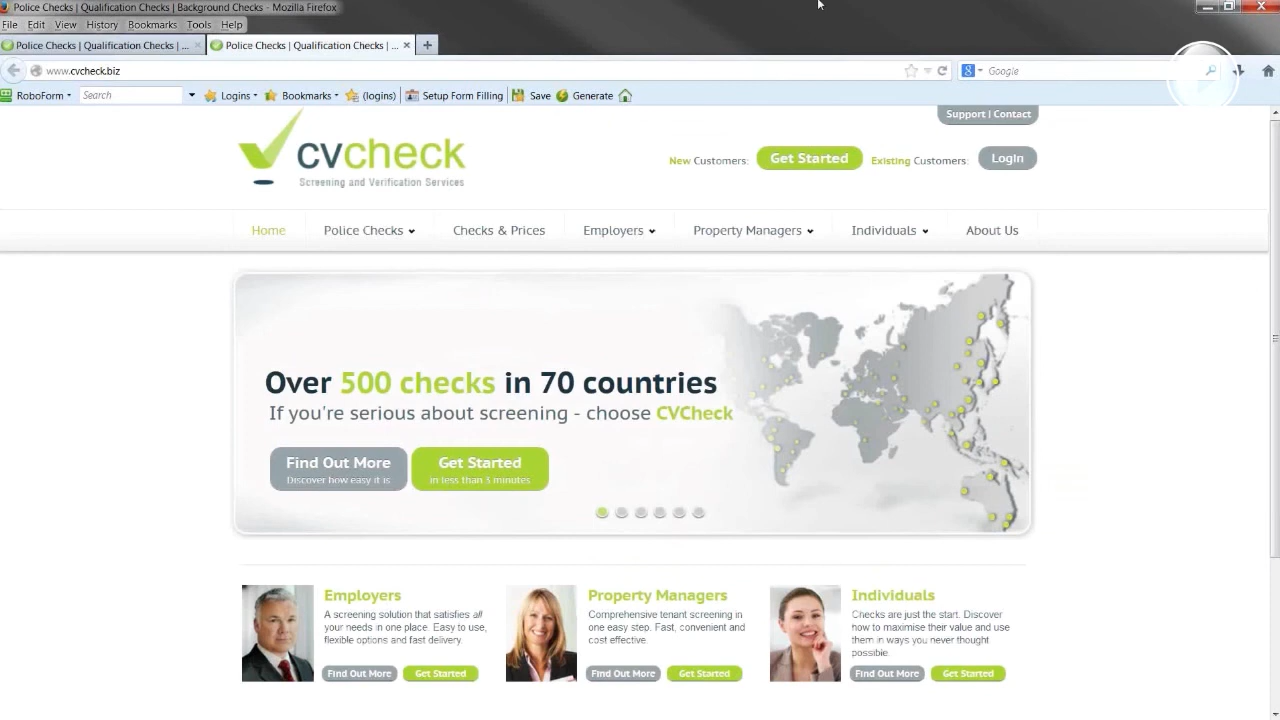 Police Checks | Qualification Checks | Background Checks - Mozilla Firefox
File Edit View History Bookmarks Tools Help
Police Checks | Qualification Checks | ... Police Checks | Qualification Checks | ...
www.cvcheck.biz Google
RoboForm Search Logins Bookmarks (logins) Setup Form Filling Save Generate
Support | Contact
cvcheck
Screening and Verification Services
New Customers: Get Started Existing Customers: Login
Home Police Checks Checks & Prices Employers Property Managers Individuals About Us
Over 500 checks in 70 countries
If you're serious about screening - choose CVCheck
Find Out More
Discover how easy it is
Get Started
in less than 3 minutes
Employers
A screening solution that satisfies all
your needs in one place. Easy to use,
flexible options and fast delivery.
Find Out More Get Started
Property Managers
Comprehensive tenant screening in
one easy step. Fast, convenient and
cost effective.
Find Out More Get Started
Individuals
Checks are just the start. Discover
how to maximise their value and use
them in ways you never thought
possible.
Find Out More Get Started